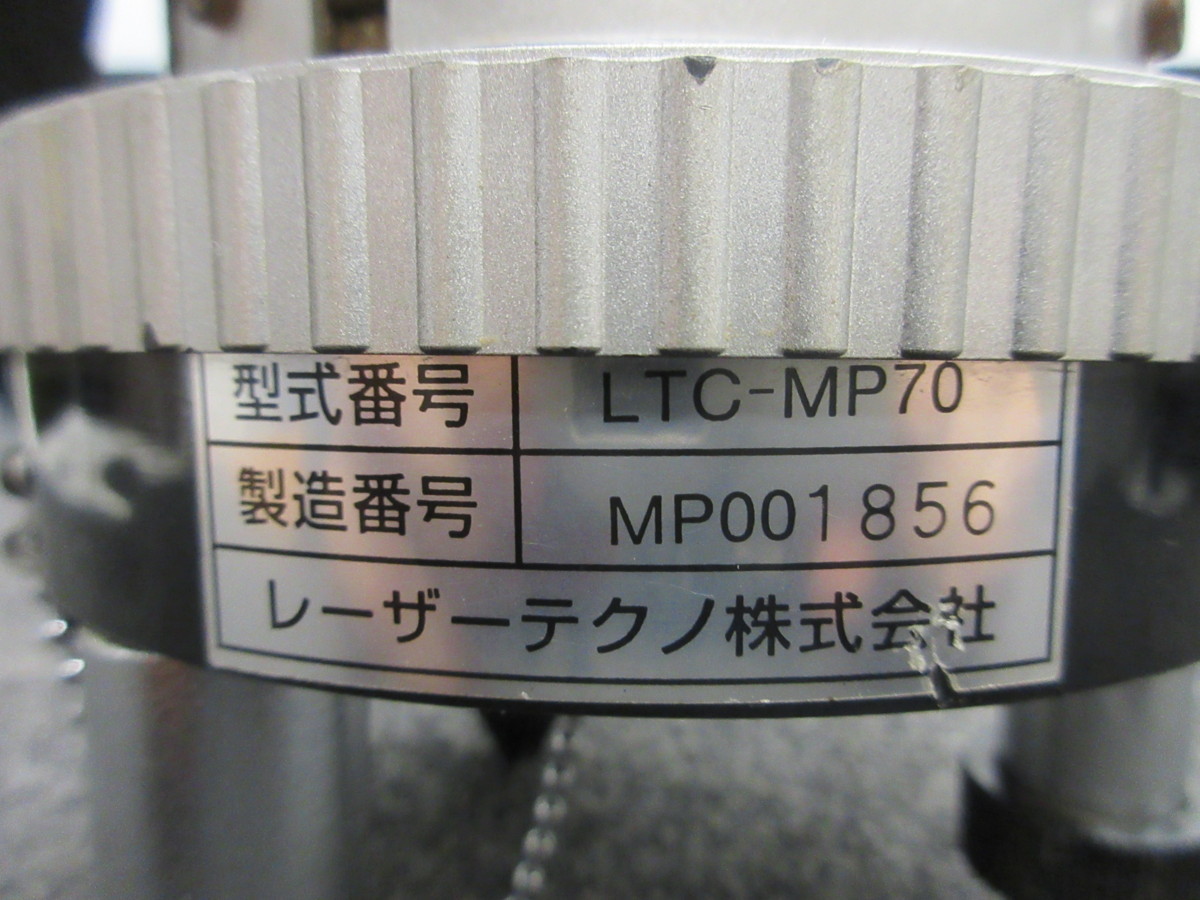 型式番号 LTC-MP70
製造番号 MP001856
レーザーテクノ株式会社